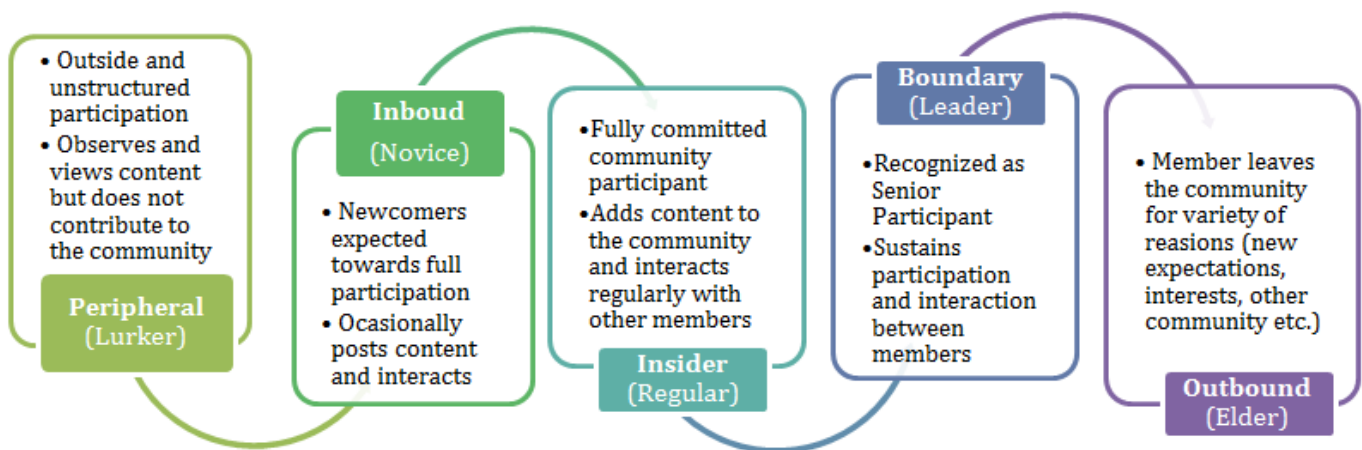 • Outside and
unstructured
participation
• Observes and
views content
but does not
contribute to
the community
Peripheral
(Lurker)
Inboud
(Novice)
• Newcomers
expected
towards full
participation
• Ocasionally
posts content
and interacts
•Fully committed
community
participant
•Adds content to
the community
and interacts
regularly with
other members
Insider
(Regular)
Boundary
(Leader)
•Recognized as
Senior
Participant
•Sustains
participation
and interaction
between
members
• Member leaves
the community
for variety of
reasions (new
expectations,
interests, other
community etc.)
Outbound
(Elder)